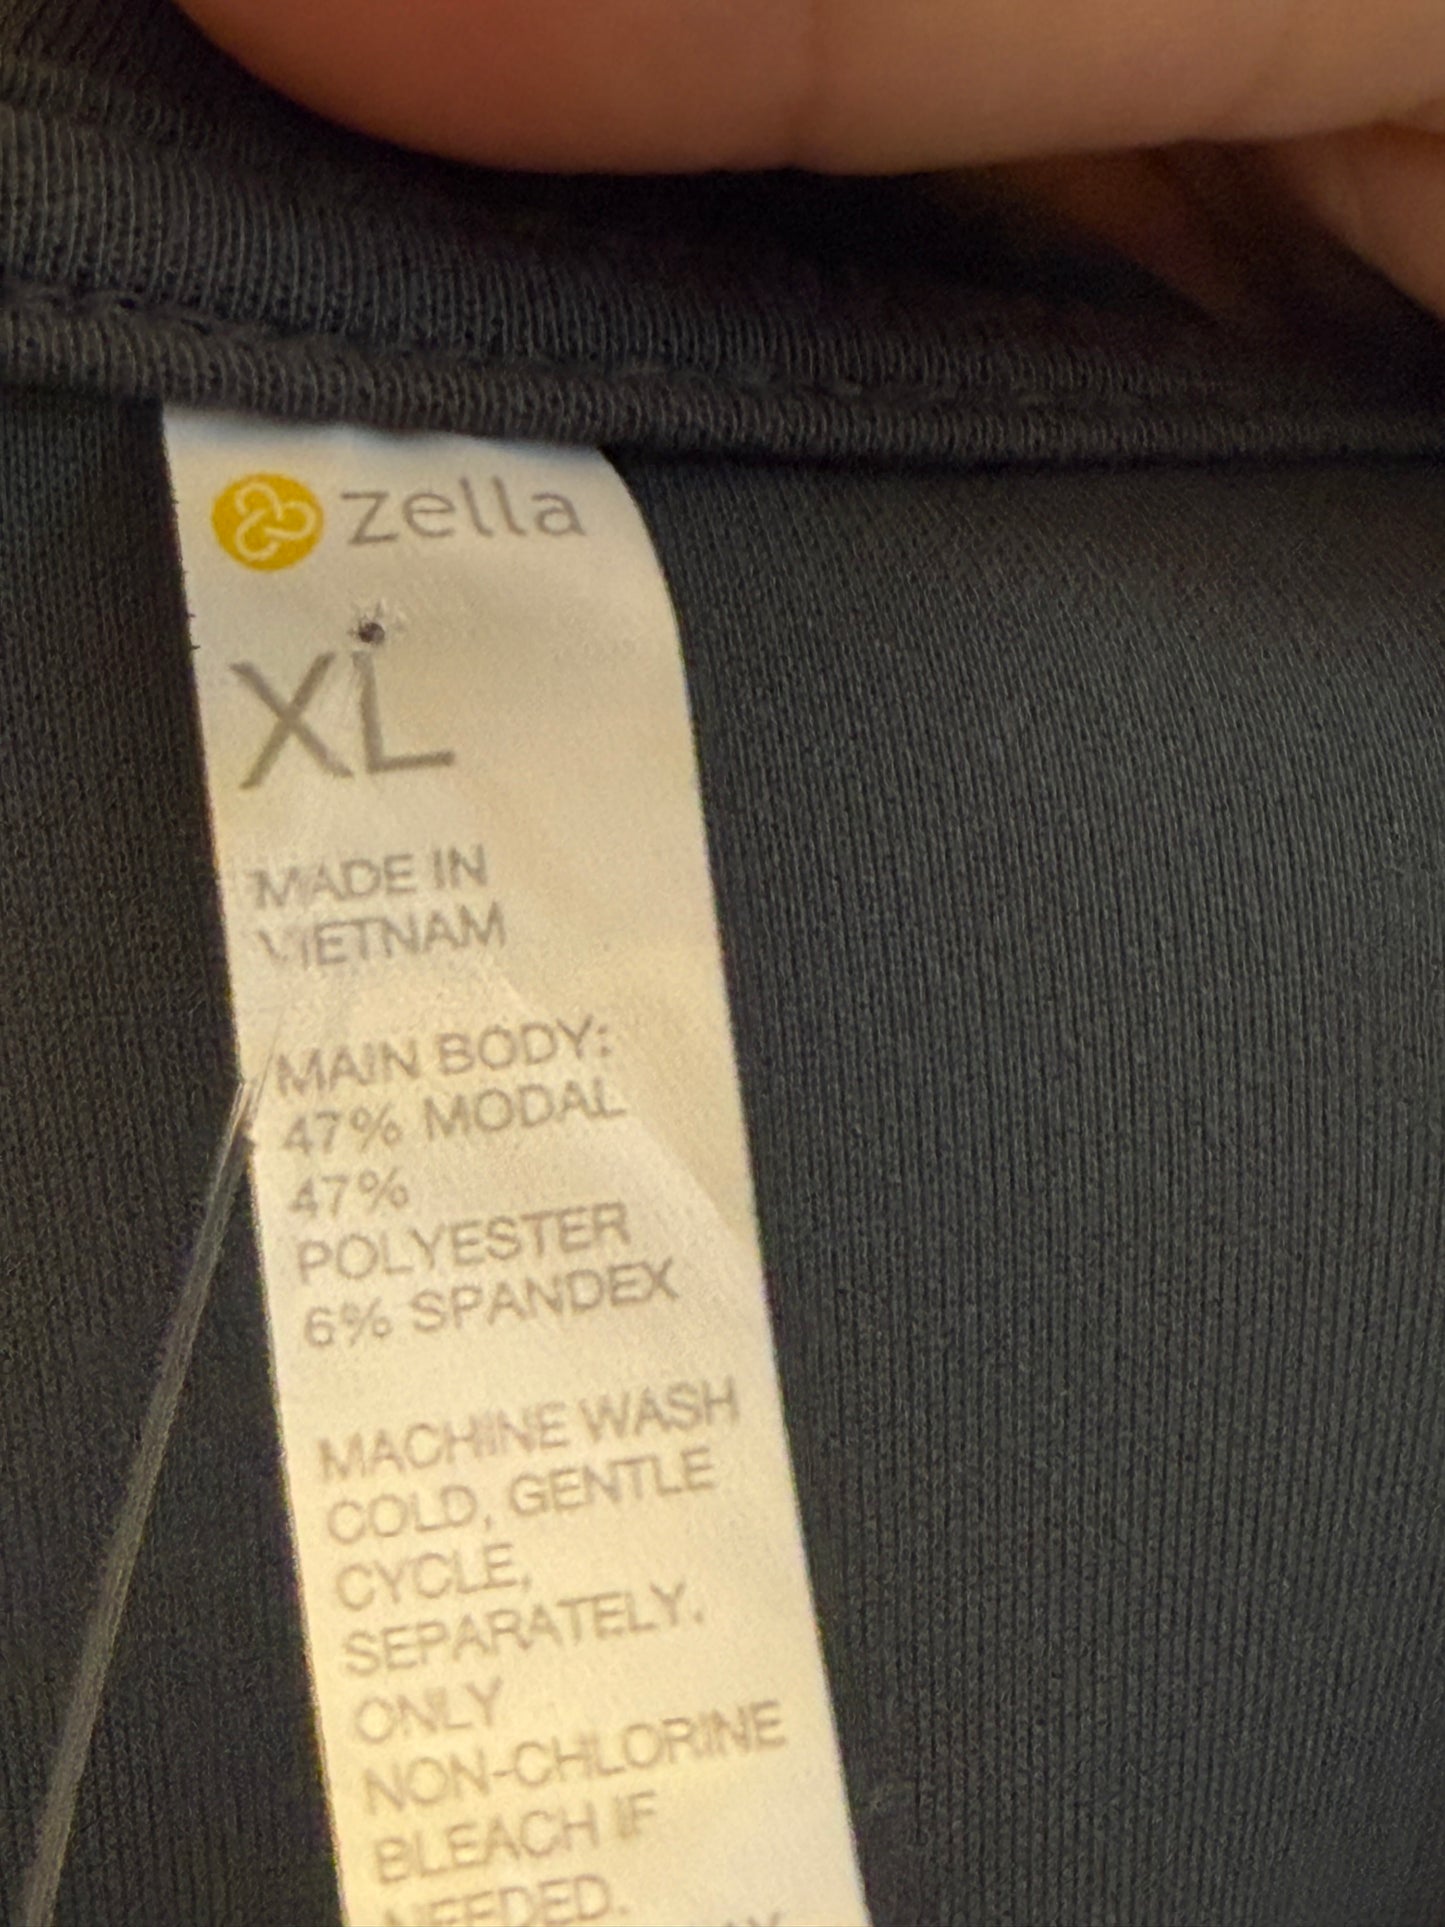 zella
XL
MADE IN
VIETNAM
MAIN BODY:
47% MODAL
47%
POLYESTER
6% SPANDEX
MACHINE WASH
COLD, GENTLE
CYCLE,
SEPARATELY.
ONLY
NON-CHLORINE
BLEACH IF
NEEDED.